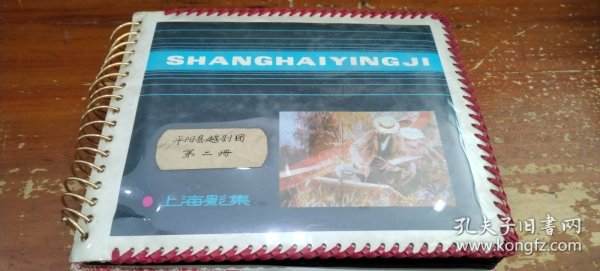 SHANGHAIYINGJI
平阳县越剧团
第二册
上海影集
孔夫子旧书网
www.kongfz.com